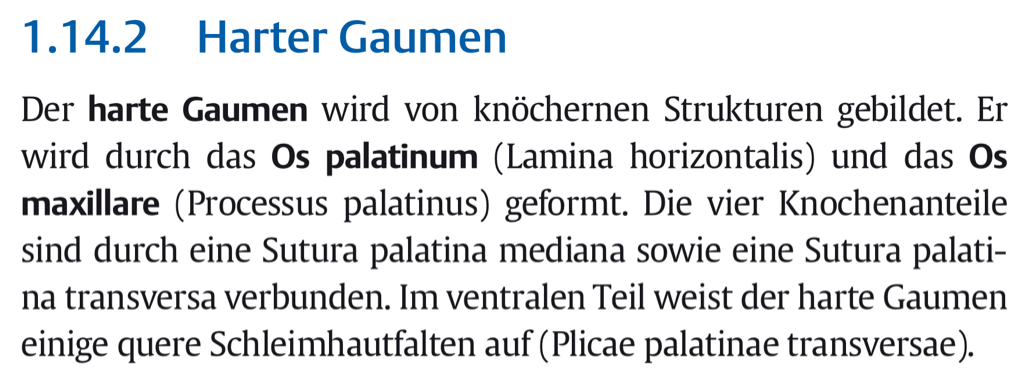 1.14.2 Harter Gaumen
Der harte Gaumen wird von knöchernen Strukturen gebildet. Er
wird durch das Os palatinum (Lamina horizontalis) und das Os
maxillare (Processus palatinus) geformt. Die vier Knochenanteile
sind durch eine Sutura palatina mediana sowie eine Sutura palati-
na transversa verbunden. Im ventralen Teil weist der harte Gaumen
einige quere Schleimhautfalten auf (Plicae palatinae transversae).